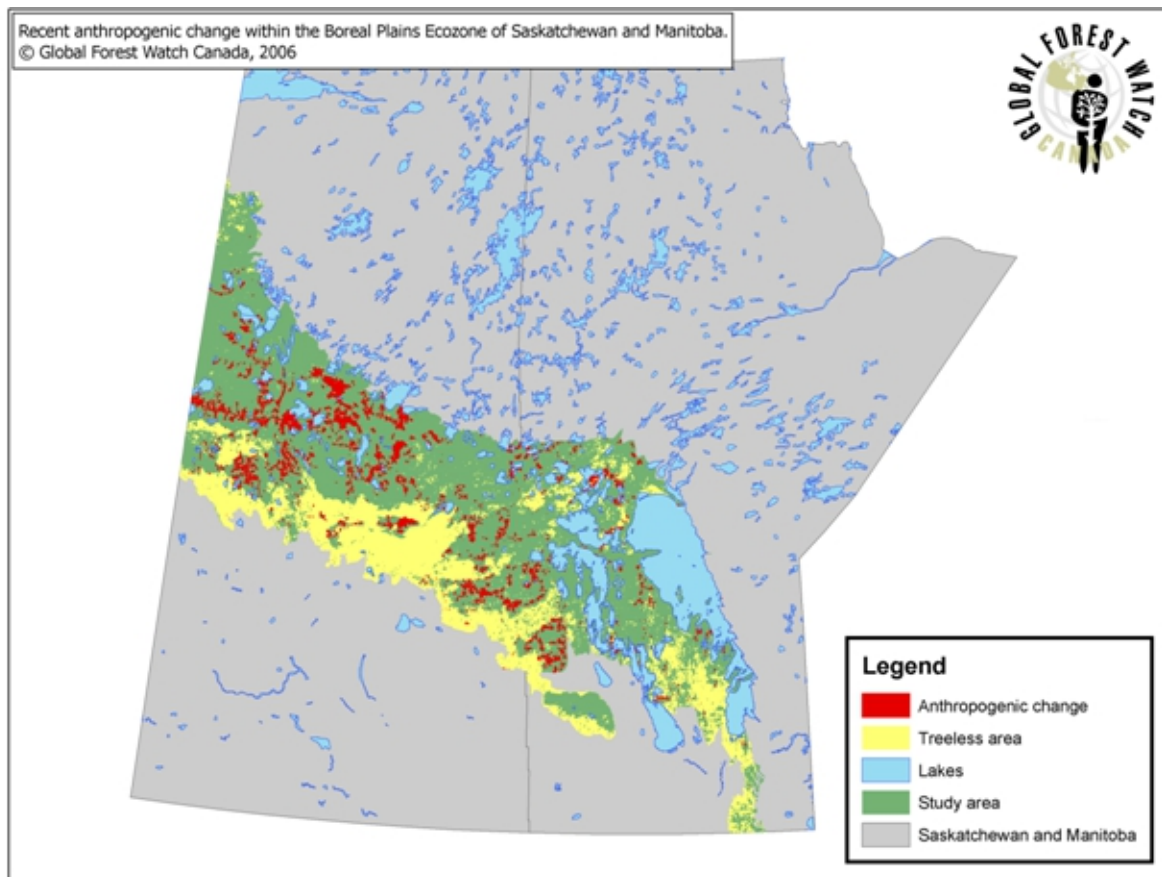 Recent anthropogenic change within the Boreal Plains Ecozone of Saskatchewan and Manitoba.
© Global Forest Watch Canada, 2006
GLOBAL FOREST WATCH
CANADA
Legend
Anthropogenic change
Treeless area
Lakes
Study area
Saskatchewan and Manitoba